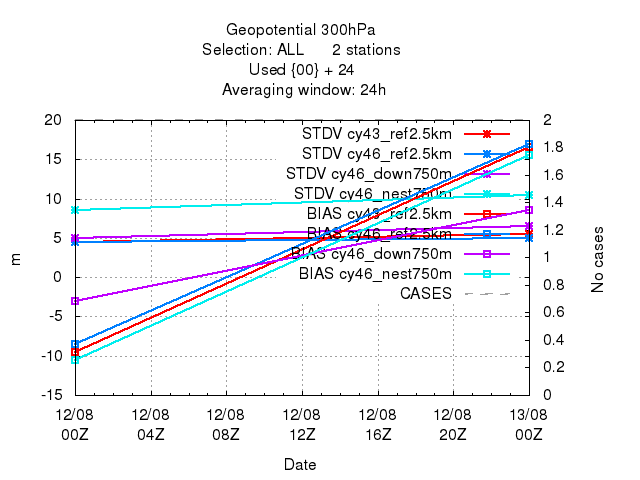 Geopotential 300hPa
Selection: ALL 2 stations
Used {00} + 24
Averaging window: 24h
20
15
10
5
0
-5
-10
-15
m
2
1.8
1.6
1.4
1.2
1
0.8
0.6
0.4
0.2
0
No cases
STDV cy43_ref2.5km
STDV cy46_ref2.5km
STDV cy46_down750m
STDV cy46_nest750m
BIAS cy43_ref2.5km
BIAS cy46_ref2.5km
BIAS cy46_down750m
BIAS cy46_nest750m
CASES
12/08 12/08 12/08 12/08 12/08 12/08 13/08
00Z 04Z 08Z 12Z 16Z 20Z 00Z
Date